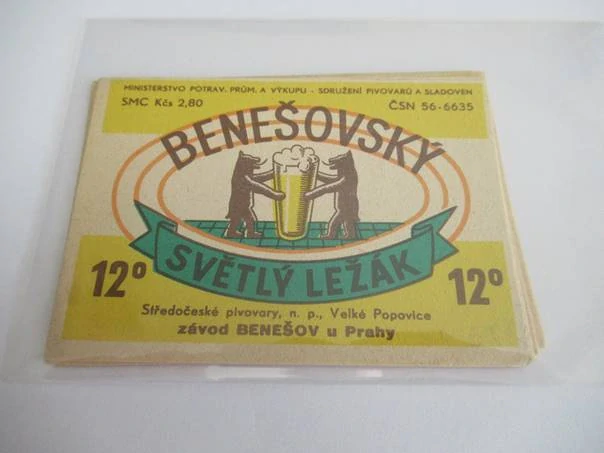 MINISTERSTVO POTRAV. PRŮM. A VÝKUPU - SDRUŽENÍ PIVOVARŮ A SLADOVEN
SMC Kčs 2,80 ČSN 56-6635
BENEŠOVSKÝ
SVĚTLÝ LEŽÁK
12° 12°
Středočeské pivovary, n. p., Velké Popovice
závod BENEŠOV u Prahy